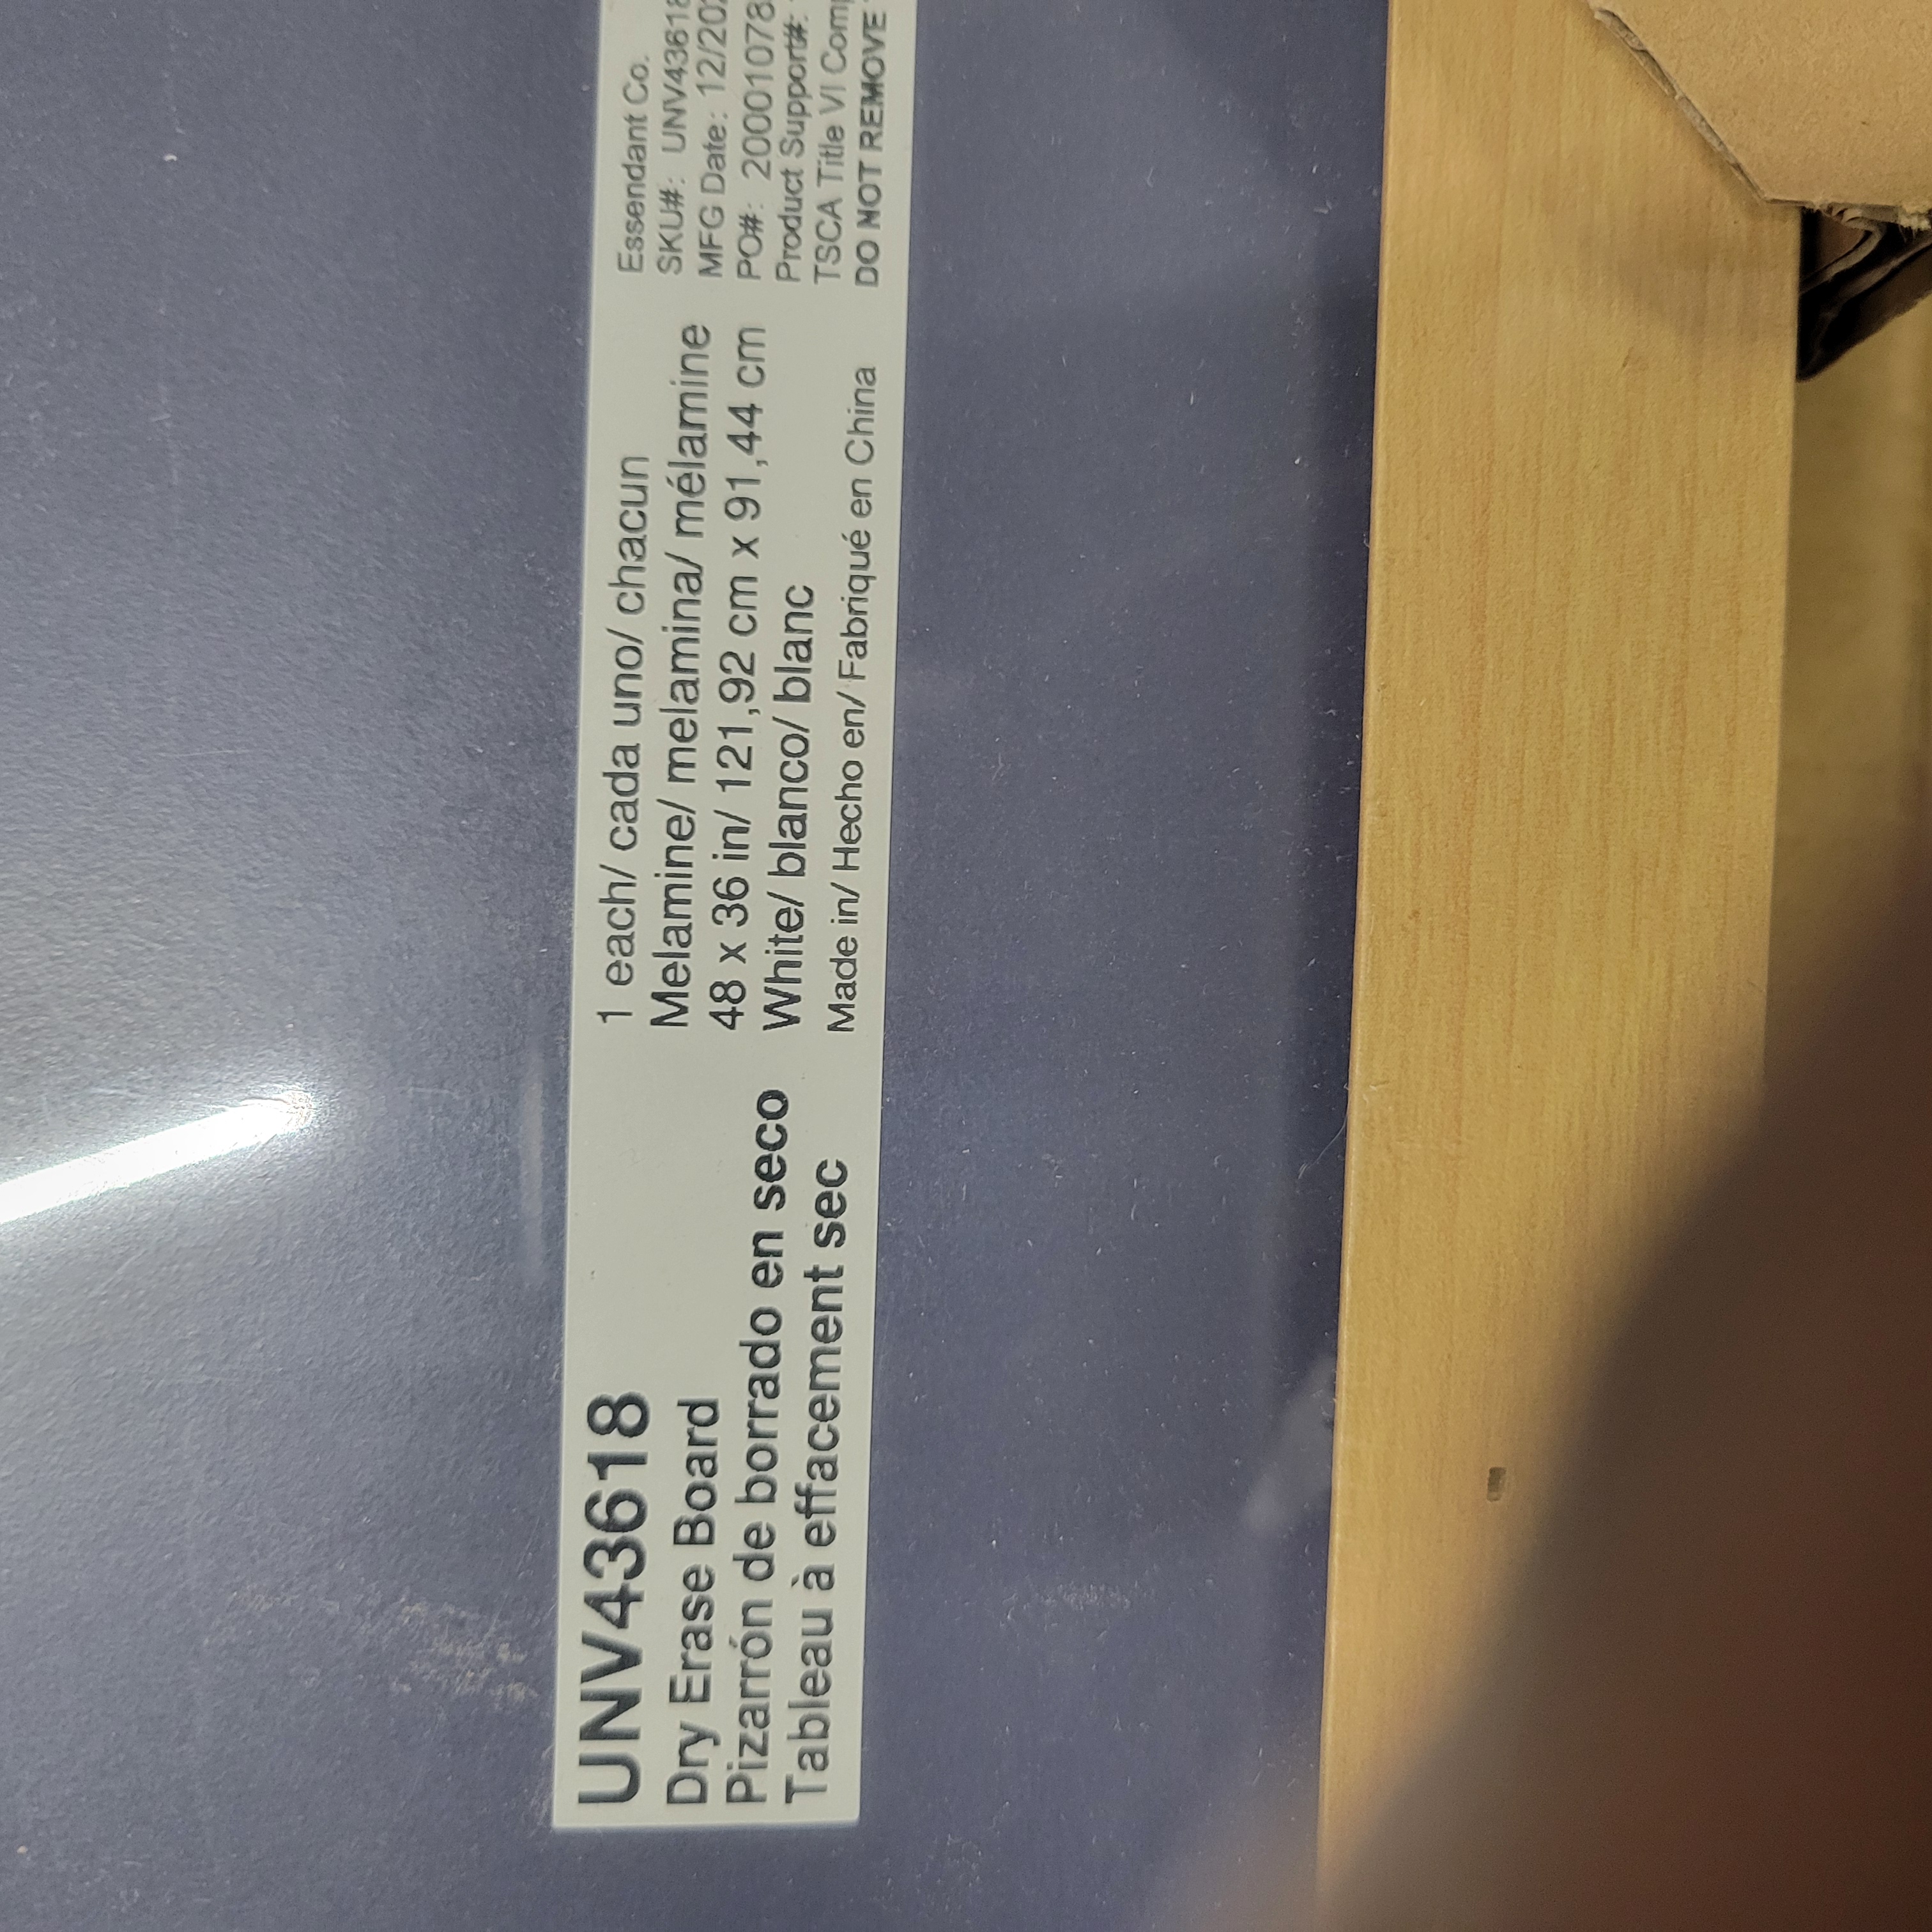 UNV43618
Dry Erase Board
Pizarrón de borrado en seco
Tableau à effacement sec
1 each/ cada uno/ chacun
Melamine/ melamina/ mélamine
48 x 36 in/ 121,92 cm x 91,44 cm
White/ blanco/ blanc
Made in/ Hecho en/ Fabriqué en China
Essendant Co.
SKU#: UNV43618
MFG Date:
PO#:
Product Support#:
TSCA Title VI
DO NOT REMOVE